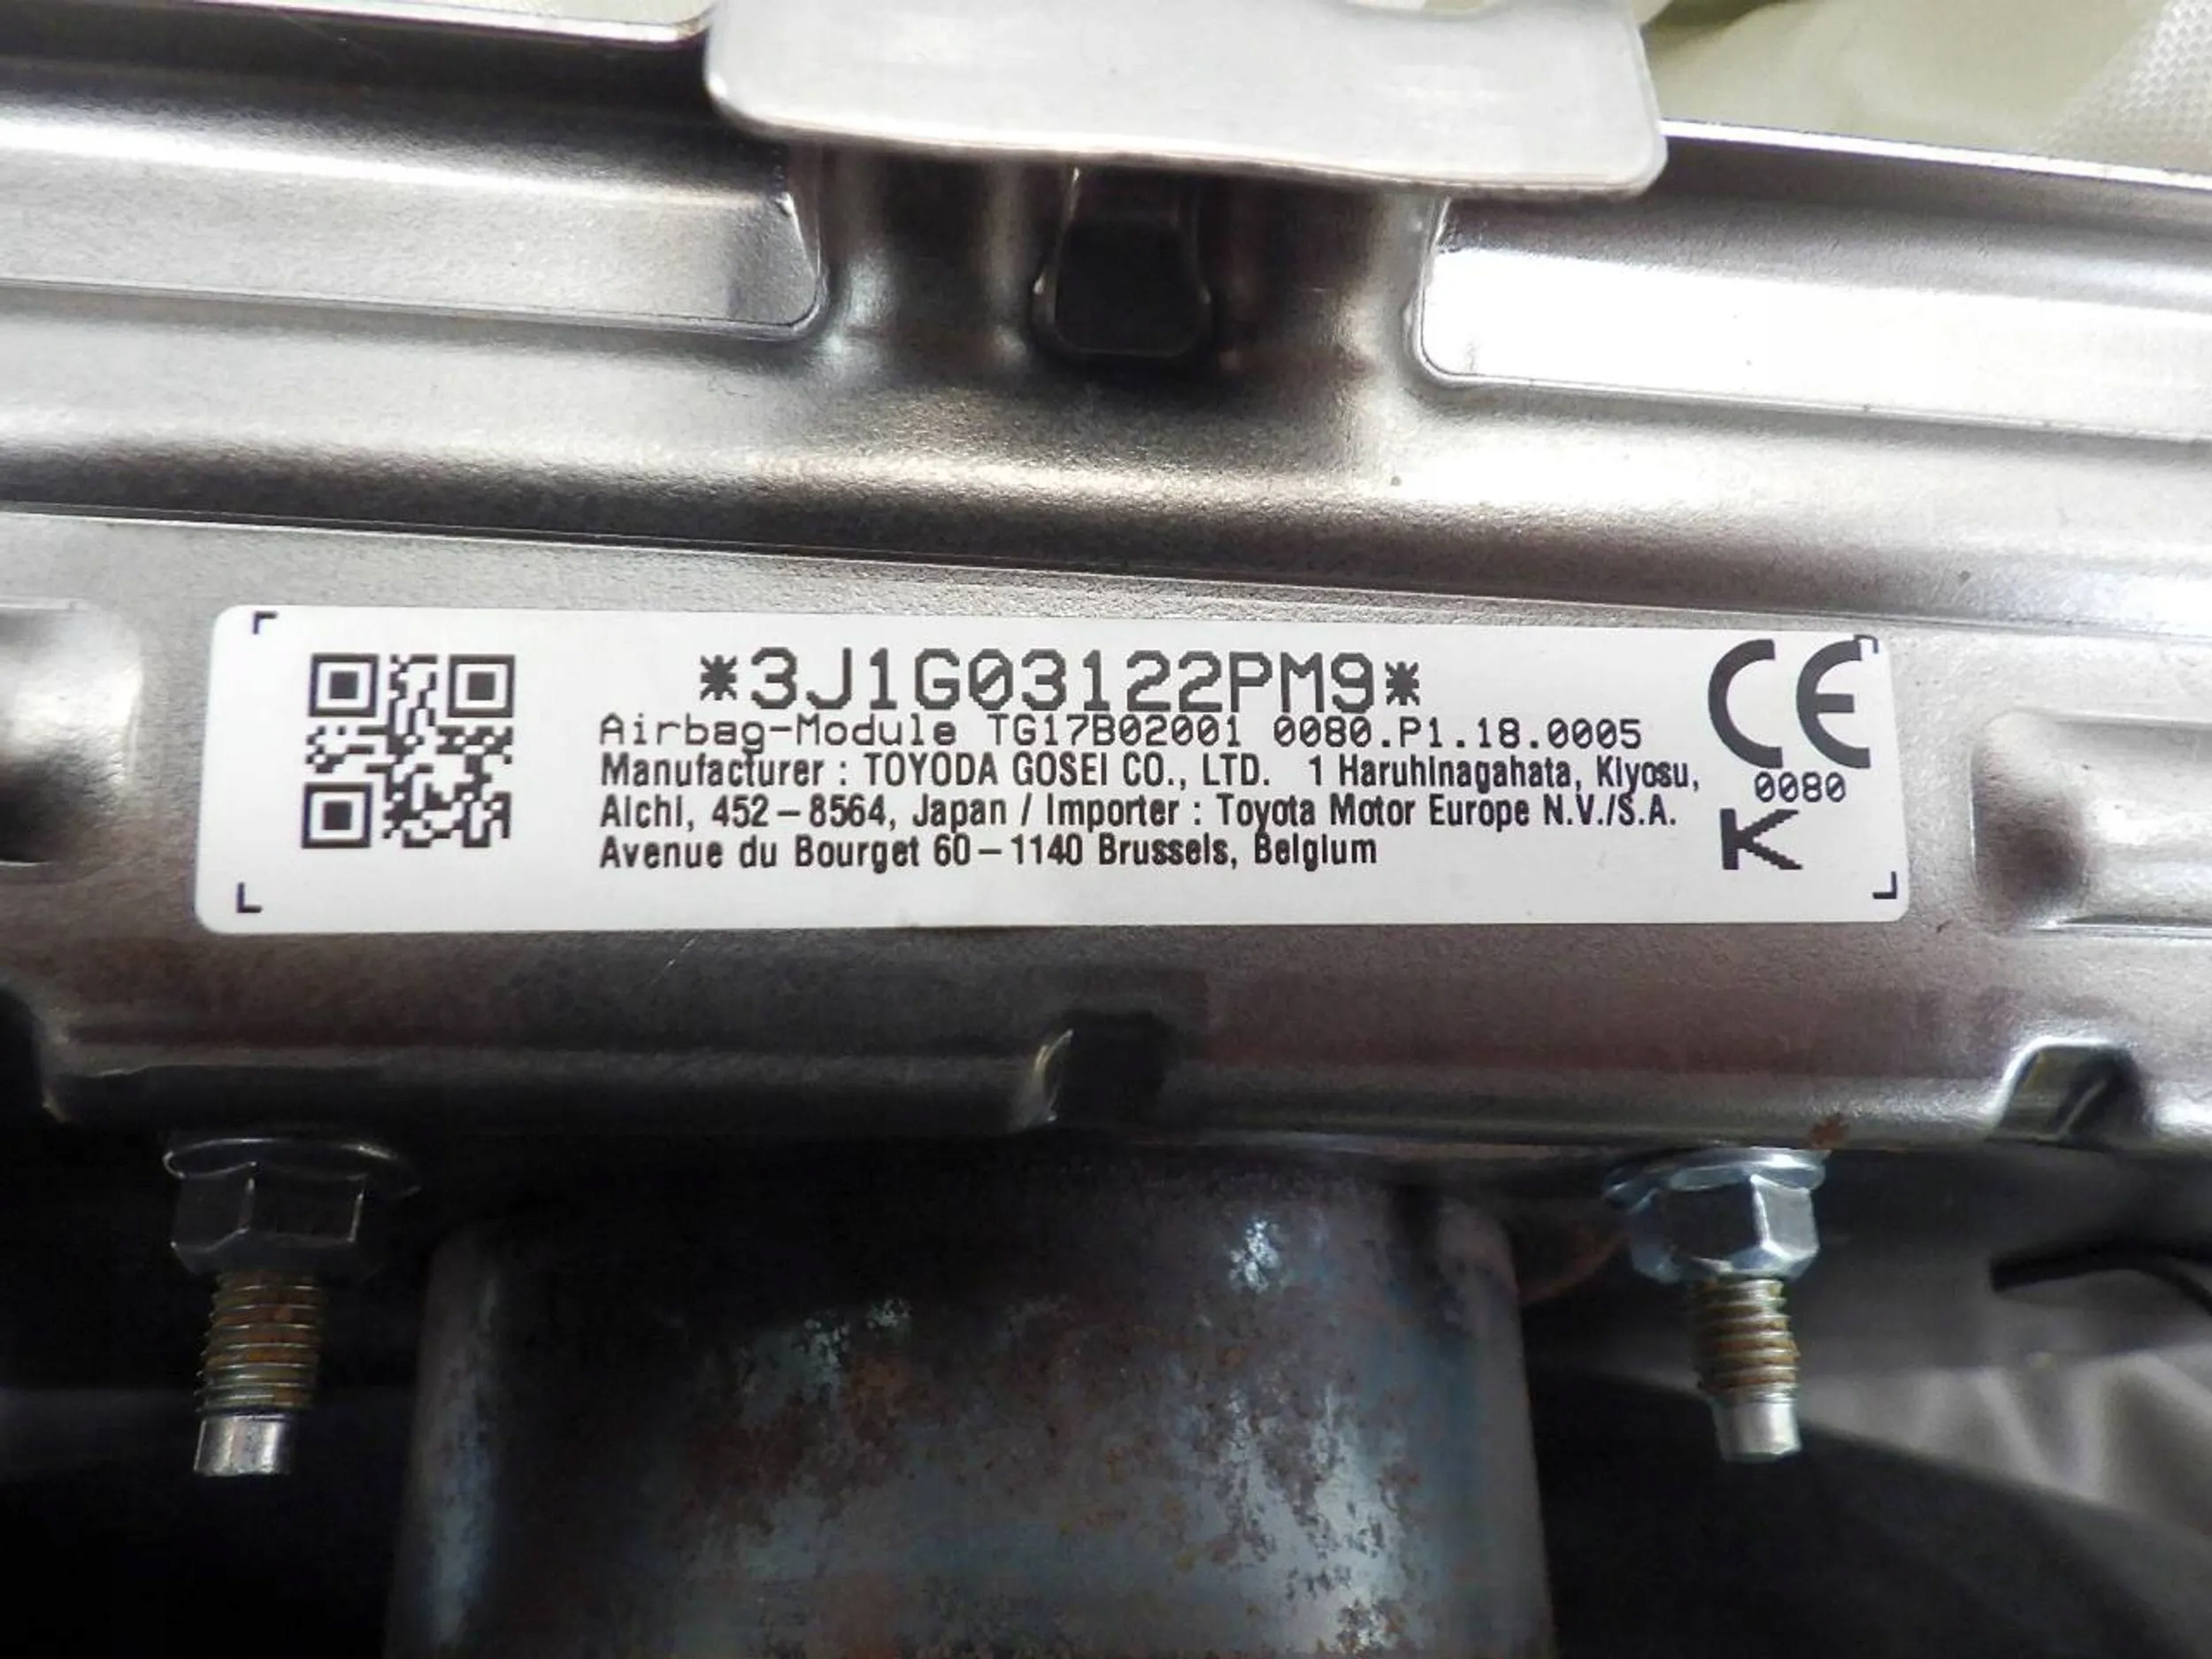 *3J1G03122PM9*
Airbag-Module TG17B02001 0080.P1.18.0005
Manufacturer : TOYODA GOSEI CO., LTD. 1 Haruhinagahata, Kiyosu,
Aichi, 452-8564, Japan / Importer : Toyota Motor Europe N.V./S.A.
Avenue du Bourget 60-1140 Brussels, Belgium
CE
0080
K